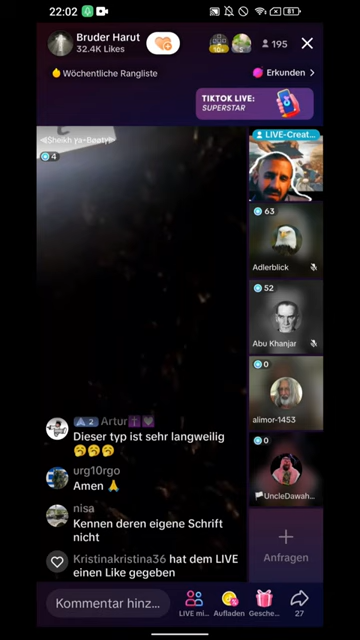 22:02
81
Bruder Harut
32.4K Likes
10+
5
195
Wöchentliche Rangliste
Erkunden
TIKTOK LIVE:
SUPERSTAR
4
LIVE-Creat...
63
Adlerblick
52
Abu Khanjar
0
alimor-1453
0
UncleDawah...
2 Artur
Dieser typ ist sehr langweilig
🥱🥱🥱
urg10rgo
Amen 🙏
nisa
Kennen deren eigene Schrift
nicht
Kristinakristina36 hat dem LIVE
einen Like gegeben
Anfragen
Kommentar hinz...
LIVE mi...
Aufladen
Gesche...
27